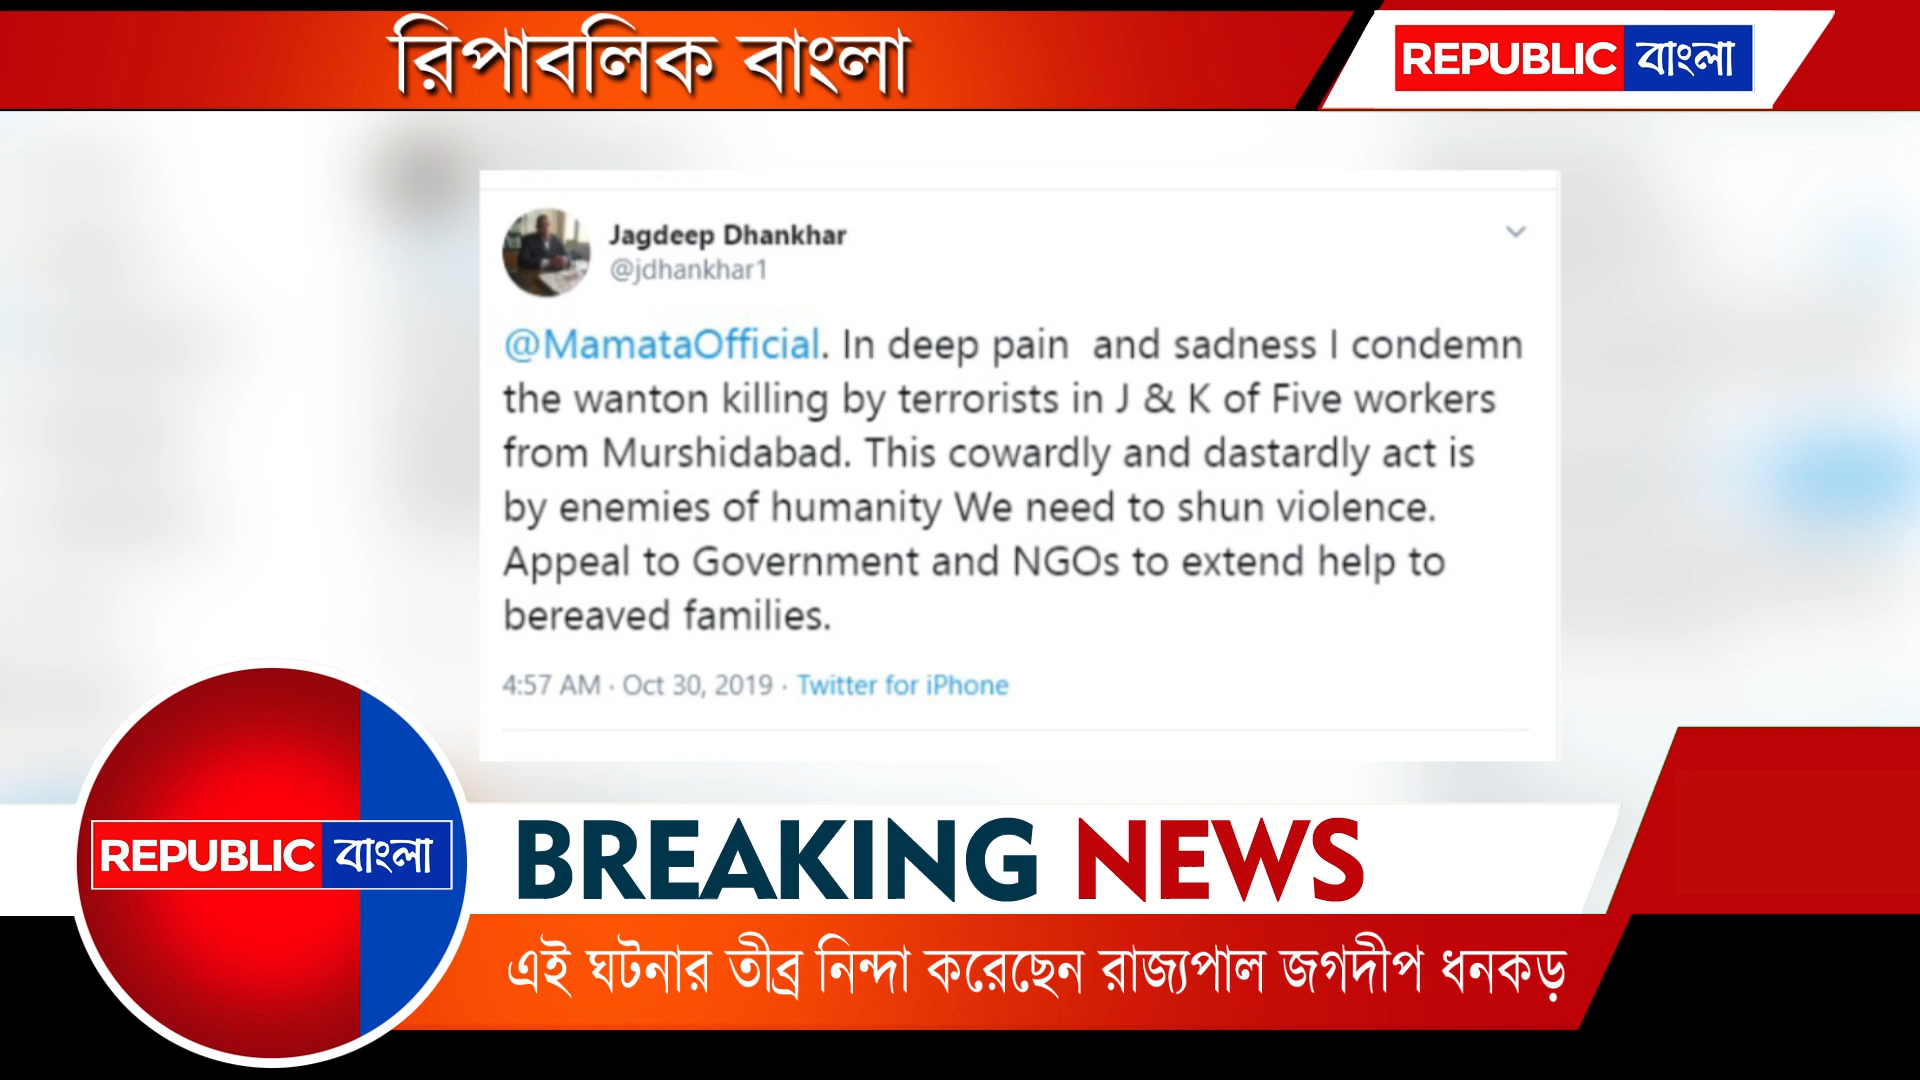 রিপাবলিক বাংলা
REPUBLIC বাংলা
Jagdeep Dhankhar
@jdhankhar1
@MamataOfficial. In deep pain and sadness I condemn
the wanton killing by terrorists in J & K of Five workers
from Murshidabad. This cowardly and dastardly act is
by enemies of humanity We need to shun violence.
Appeal to Government and NGOs to extend help to
bereaved families.
4:57 AM · Oct 30, 2019 · Twitter for iPhone
REPUBLIC বাংলা
BREAKING NEWS
এই ঘটনার তীব্র নিন্দা করেছেন রাজ্যপাল জগদীপ ধনকড়